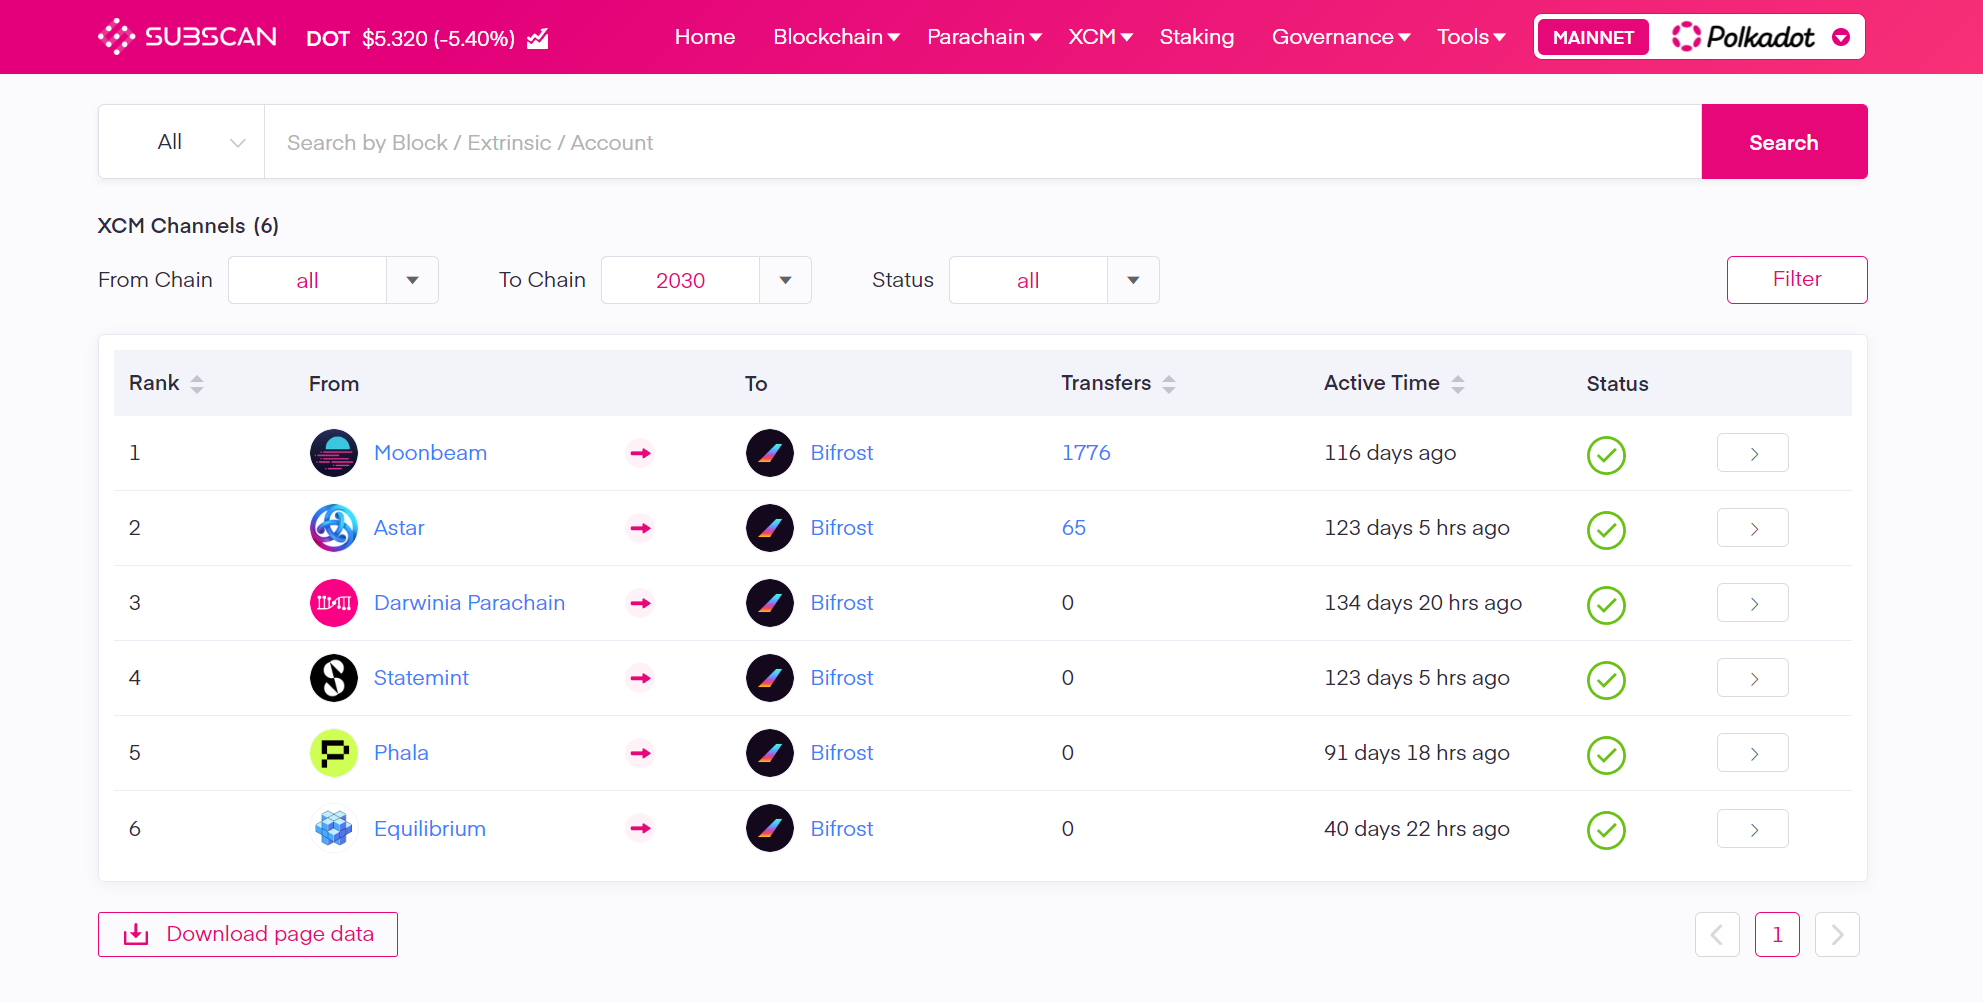 SUBSCAN DOT $5.320 (-5.40%) Home Blockchain Parachain XCM Staking Governance Tools MAINNET Polkadot
All Search by Block / Extrinsic / Account Search
XCM Channels (6)
From Chain all To Chain 2030 Status all Filter
Rank From To Transfers Active Time Status
1 Moonbeam Bifrost 1776 116 days ago
2 Astar Bifrost 65 123 days 5 hrs ago
3 Darwinia Parachain Bifrost 0 134 days 20 hrs ago
4 Statemint Bifrost 0 123 days 5 hrs ago
5 Phala Bifrost 0 91 days 18 hrs ago
6 Equilibrium Bifrost 0 40 days 22 hrs ago
Download page data 1